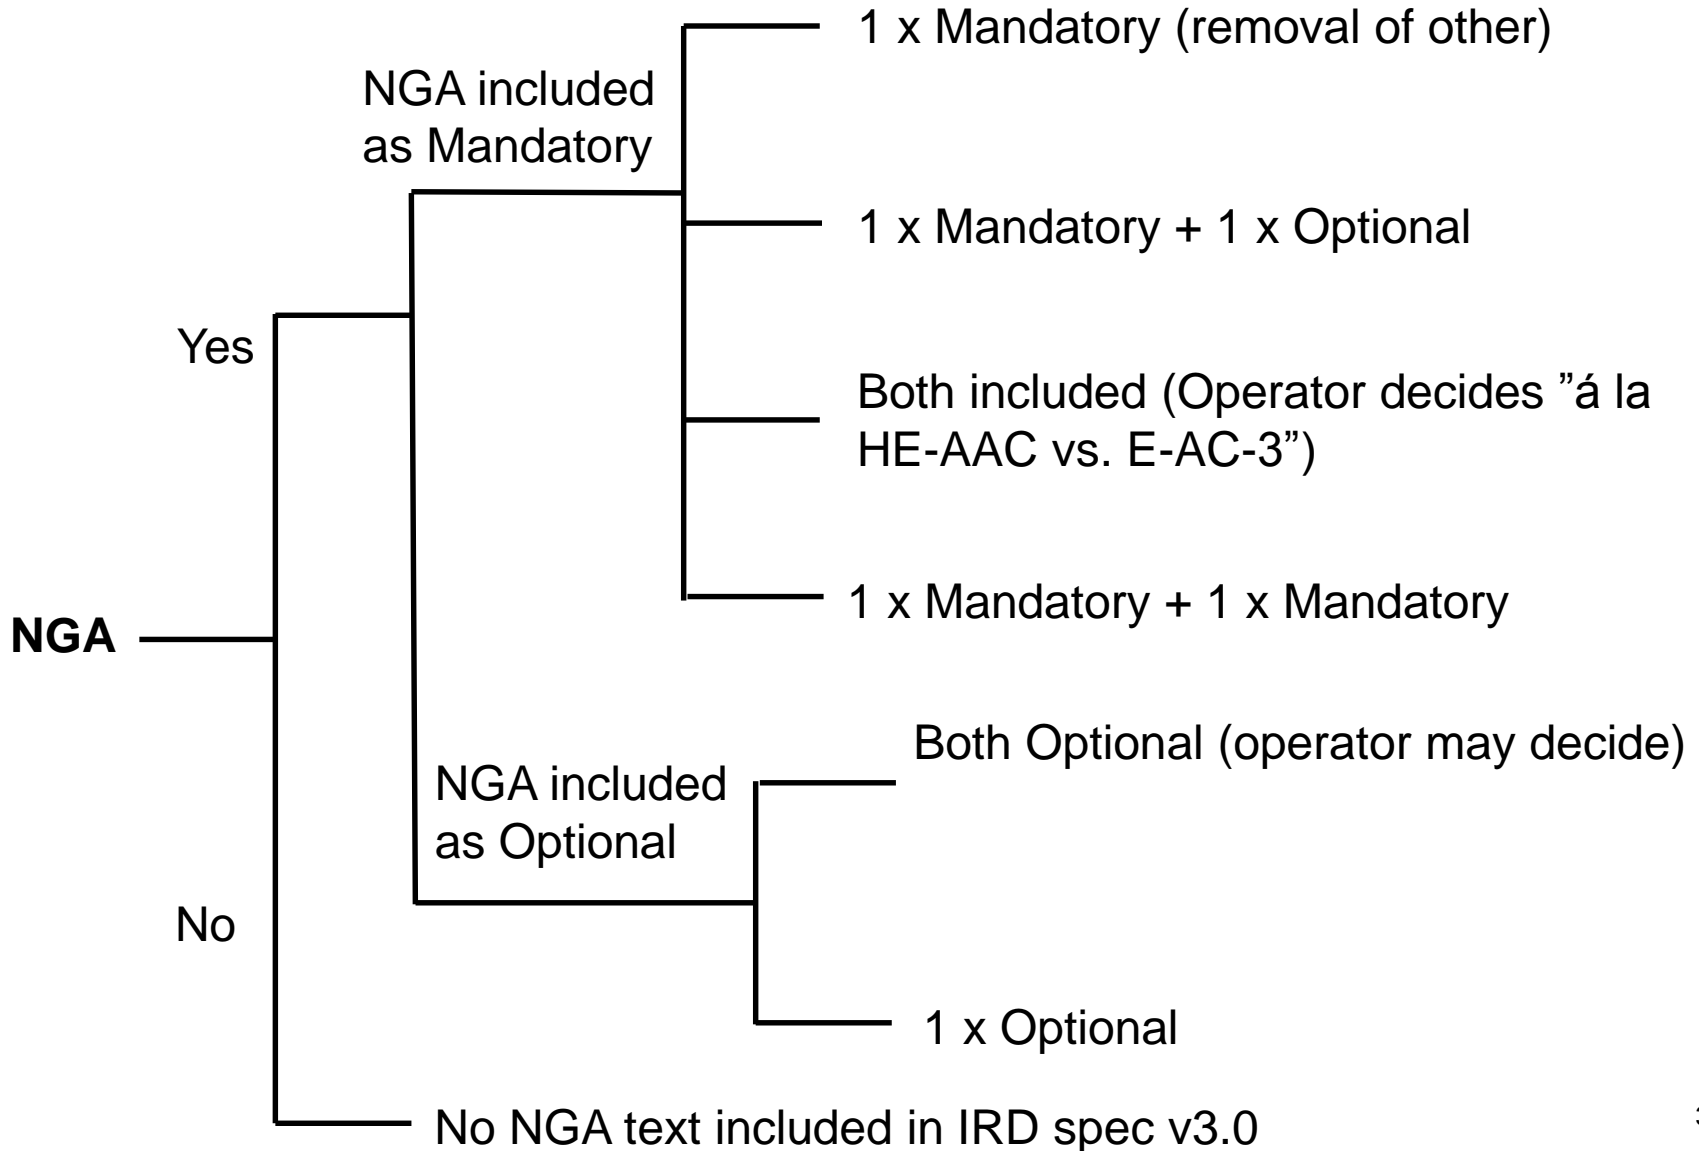 1 x Mandatory (removal of other)
NGA included
as Mandatory
1 x Mandatory + 1 x Optional
Yes
Both included (Operator decides ”á la
HE-AAC vs. E-AC-3”)
1 x Mandatory + 1 x Mandatory
NGA
Both Optional (operator may decide)
NGA included
as Optional
No
1 x Optional
No NGA text included in IRD spec v3.0